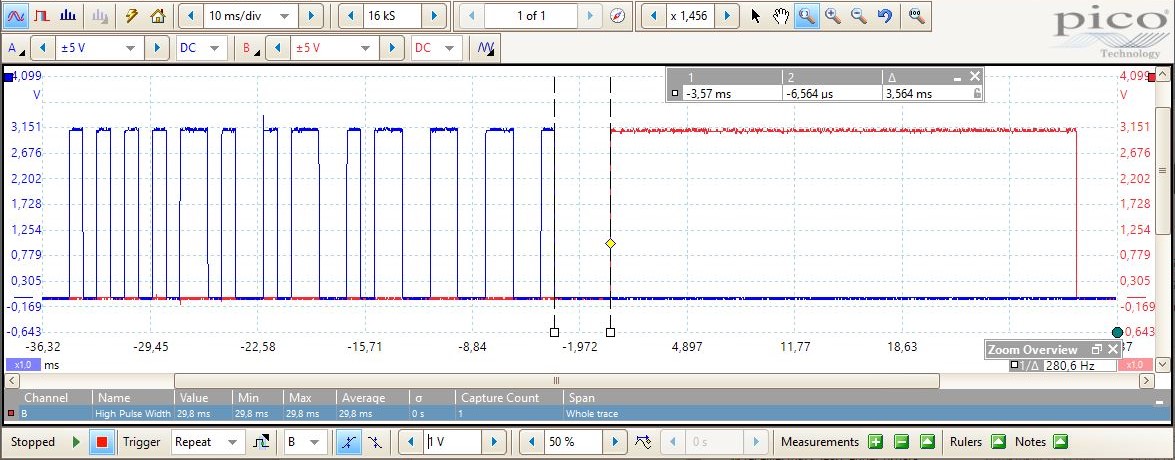 10 ms/div 16 kS 1 of 1 x 1,456
pico
Technology
A ±5 V DC B ±5 V DC
4,099 4,099
V V
1 2 Δ
-3,57 ms -6,564 µs 3,564 ms
3,151 3,151
2,676 2,676
2,202 2,202
1,728 1,728
1,254 1,254
0,779 0,779
0,305 0,305
-0,169 -0,169
-0,643 0,643
-36,32 -29,45 -22,58 -15,71 -8,84 -1,972 4,897 11,77 18,63
x1,0 ms x1,0
Zoom Overview
1/Δ 280,6 Hz
Channel Name Value Min Max Average σ Capture Count Span
B High Pulse Width 29,8 ms 29,8 ms 29,8 ms 29,8 ms 0 s 1 Whole trace
Stopped Trigger Repeat B 1 V 50 % 0 s Measurements Rulers Notes